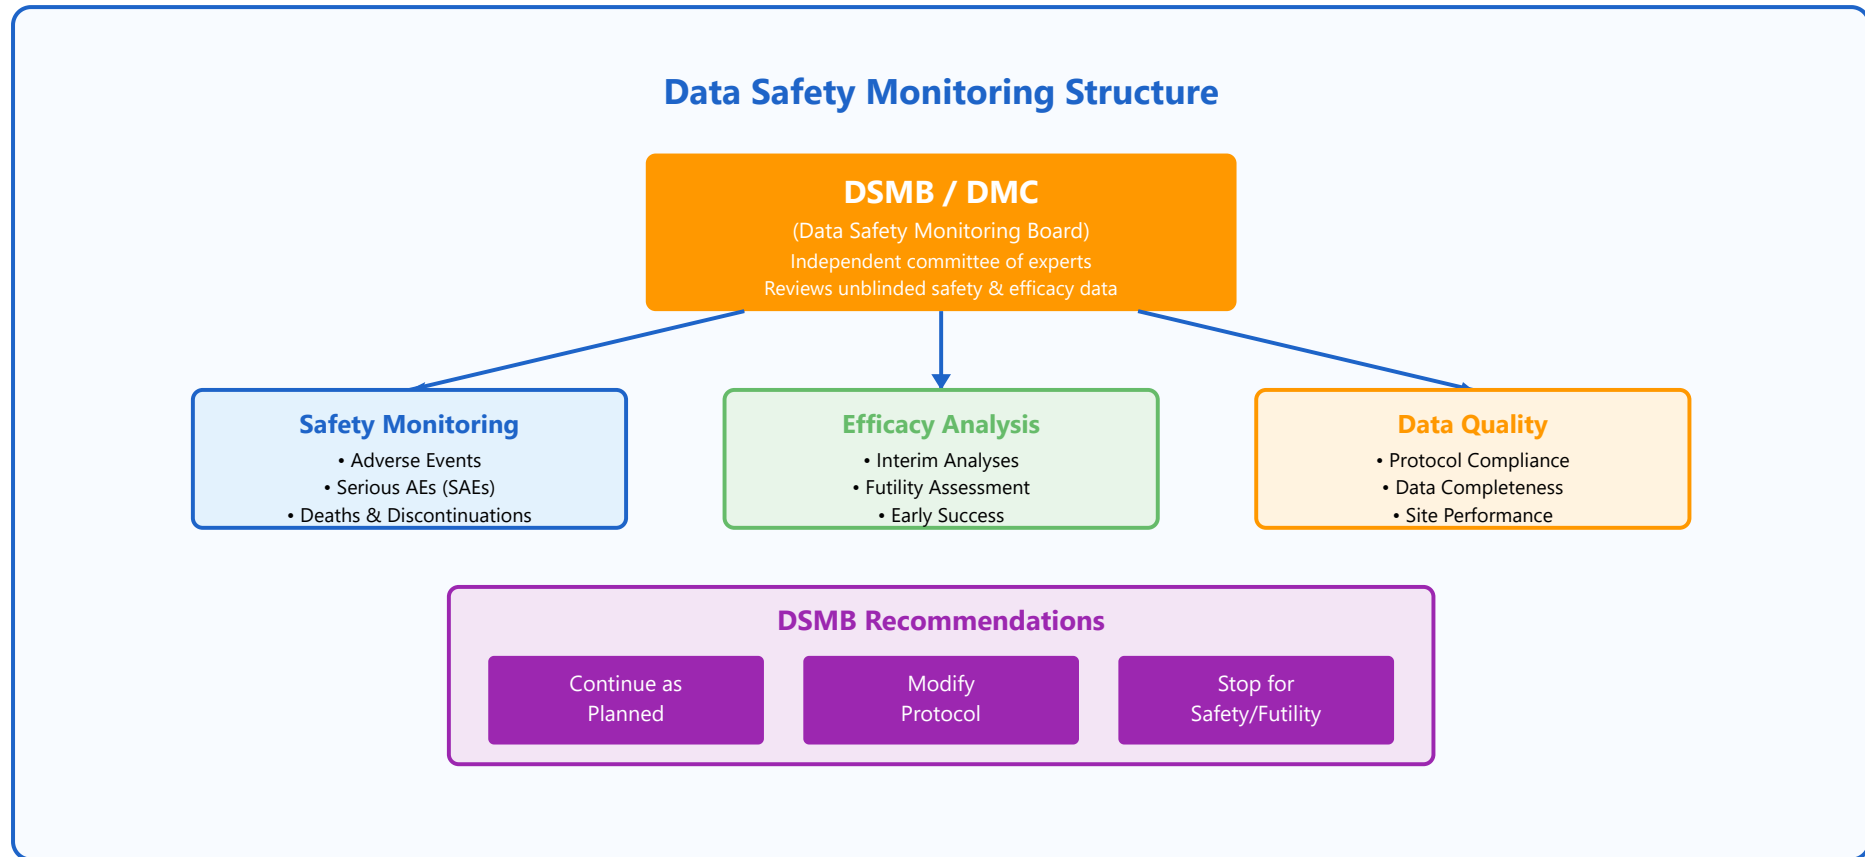 Data Safety Monitoring Structure
DSMB / DMC
(Data Safety Monitoring Board)
Independent committee of experts
Reviews unblinded safety & efficacy data
Safety Monitoring
• Adverse Events
• Serious AEs (SAEs)
• Deaths & Discontinuations
Efficacy Analysis
• Interim Analyses
• Futility Assessment
• Early Success
Data Quality
• Protocol Compliance
• Data Completeness
• Site Performance
DSMB Recommendations
Continue as
Planned
Modify
Protocol
Stop for
Safety/Futility